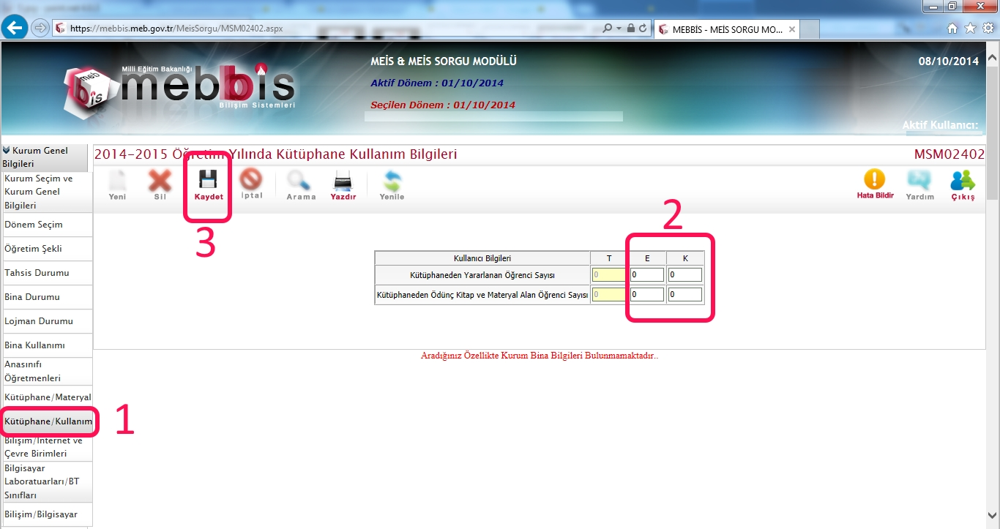 https://mebbis.meb.gov.tr/MeisSorgu/MSM02402.aspx
MEBBİS - MEİS SORGU MO...
Milli Eğitim Bakanlığı
mebbis
Bilişim Sistemleri
meb
bis
MEİS & MEİS SORGU MODÜLÜ
Aktif Dönem : 01/10/2014
Seçilen Dönem : 01/10/2014
08/10/2014
Aktif Kullanıcı:
Kurum Genel
Bilgileri
Kurum Seçim ve
Kurum Genel
Bilgileri
Dönem Seçim
Öğretim Şekli
Tahsis Durumu
Bina Durumu
Lojman Durumu
Bina Kullanımı
Anasınıfı
Öğretmenleri
Kütüphane/Materyal
Kütüphane/Kullanım
1
Bilişim/İnternet ve
Çevre Birimleri
Bilgisayar
Laboratuarları/BT
Sınıfları
Bilişim/Bilgisayar
2014-2015 Öğretim Yılında Kütüphane Kullanım Bilgileri
MSM02402
Yeni
Sil
Kaydet
İptal
Arama
Yazdır
Yenile
Hata Bildir
Yardım
Çıkış
3
2
Kullanıcı Bilgileri T E K
Kütüphaneden Yararlanan Öğrenci Sayısı 0 0 0
Kütüphaneden Ödünç Kitap ve Materyal Alan Öğrenci Sayısı 0 0 0
Aradığınız Özellikte Kurum Bina Bilgileri Bulunmamaktadır..